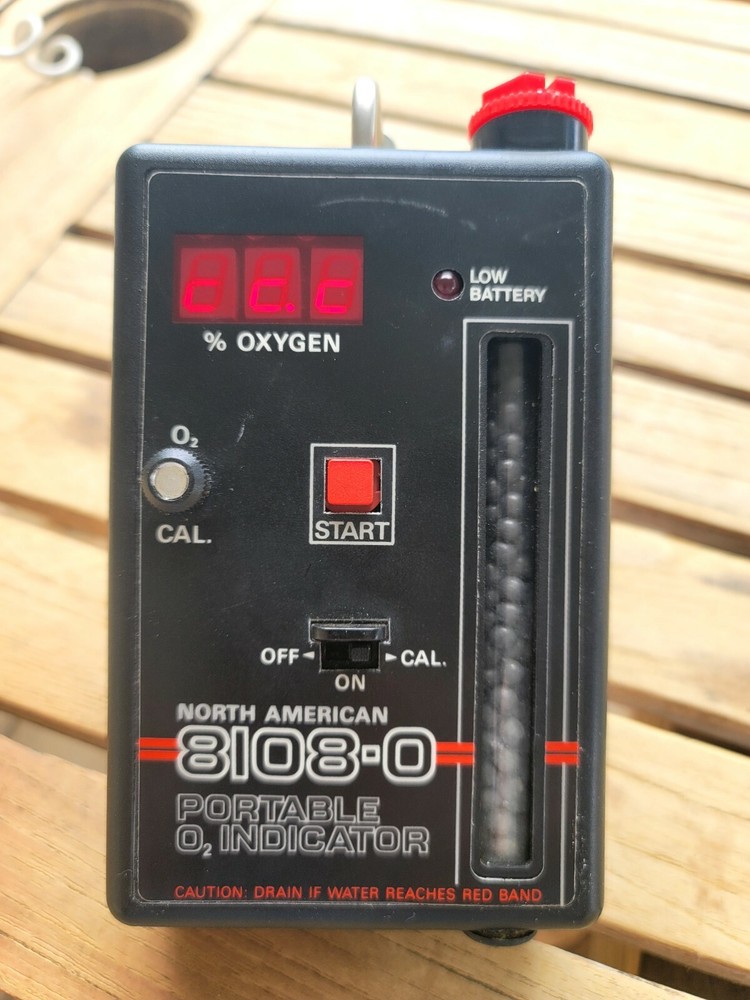 % OXYGEN
LOW
BATTERY
O₂
CAL.
START
OFF ◄ ► CAL.
ON
NORTH AMERICAN
8108-0
PORTABLE
O₂ INDICATOR
CAUTION: DRAIN IF WATER REACHES RED BAND